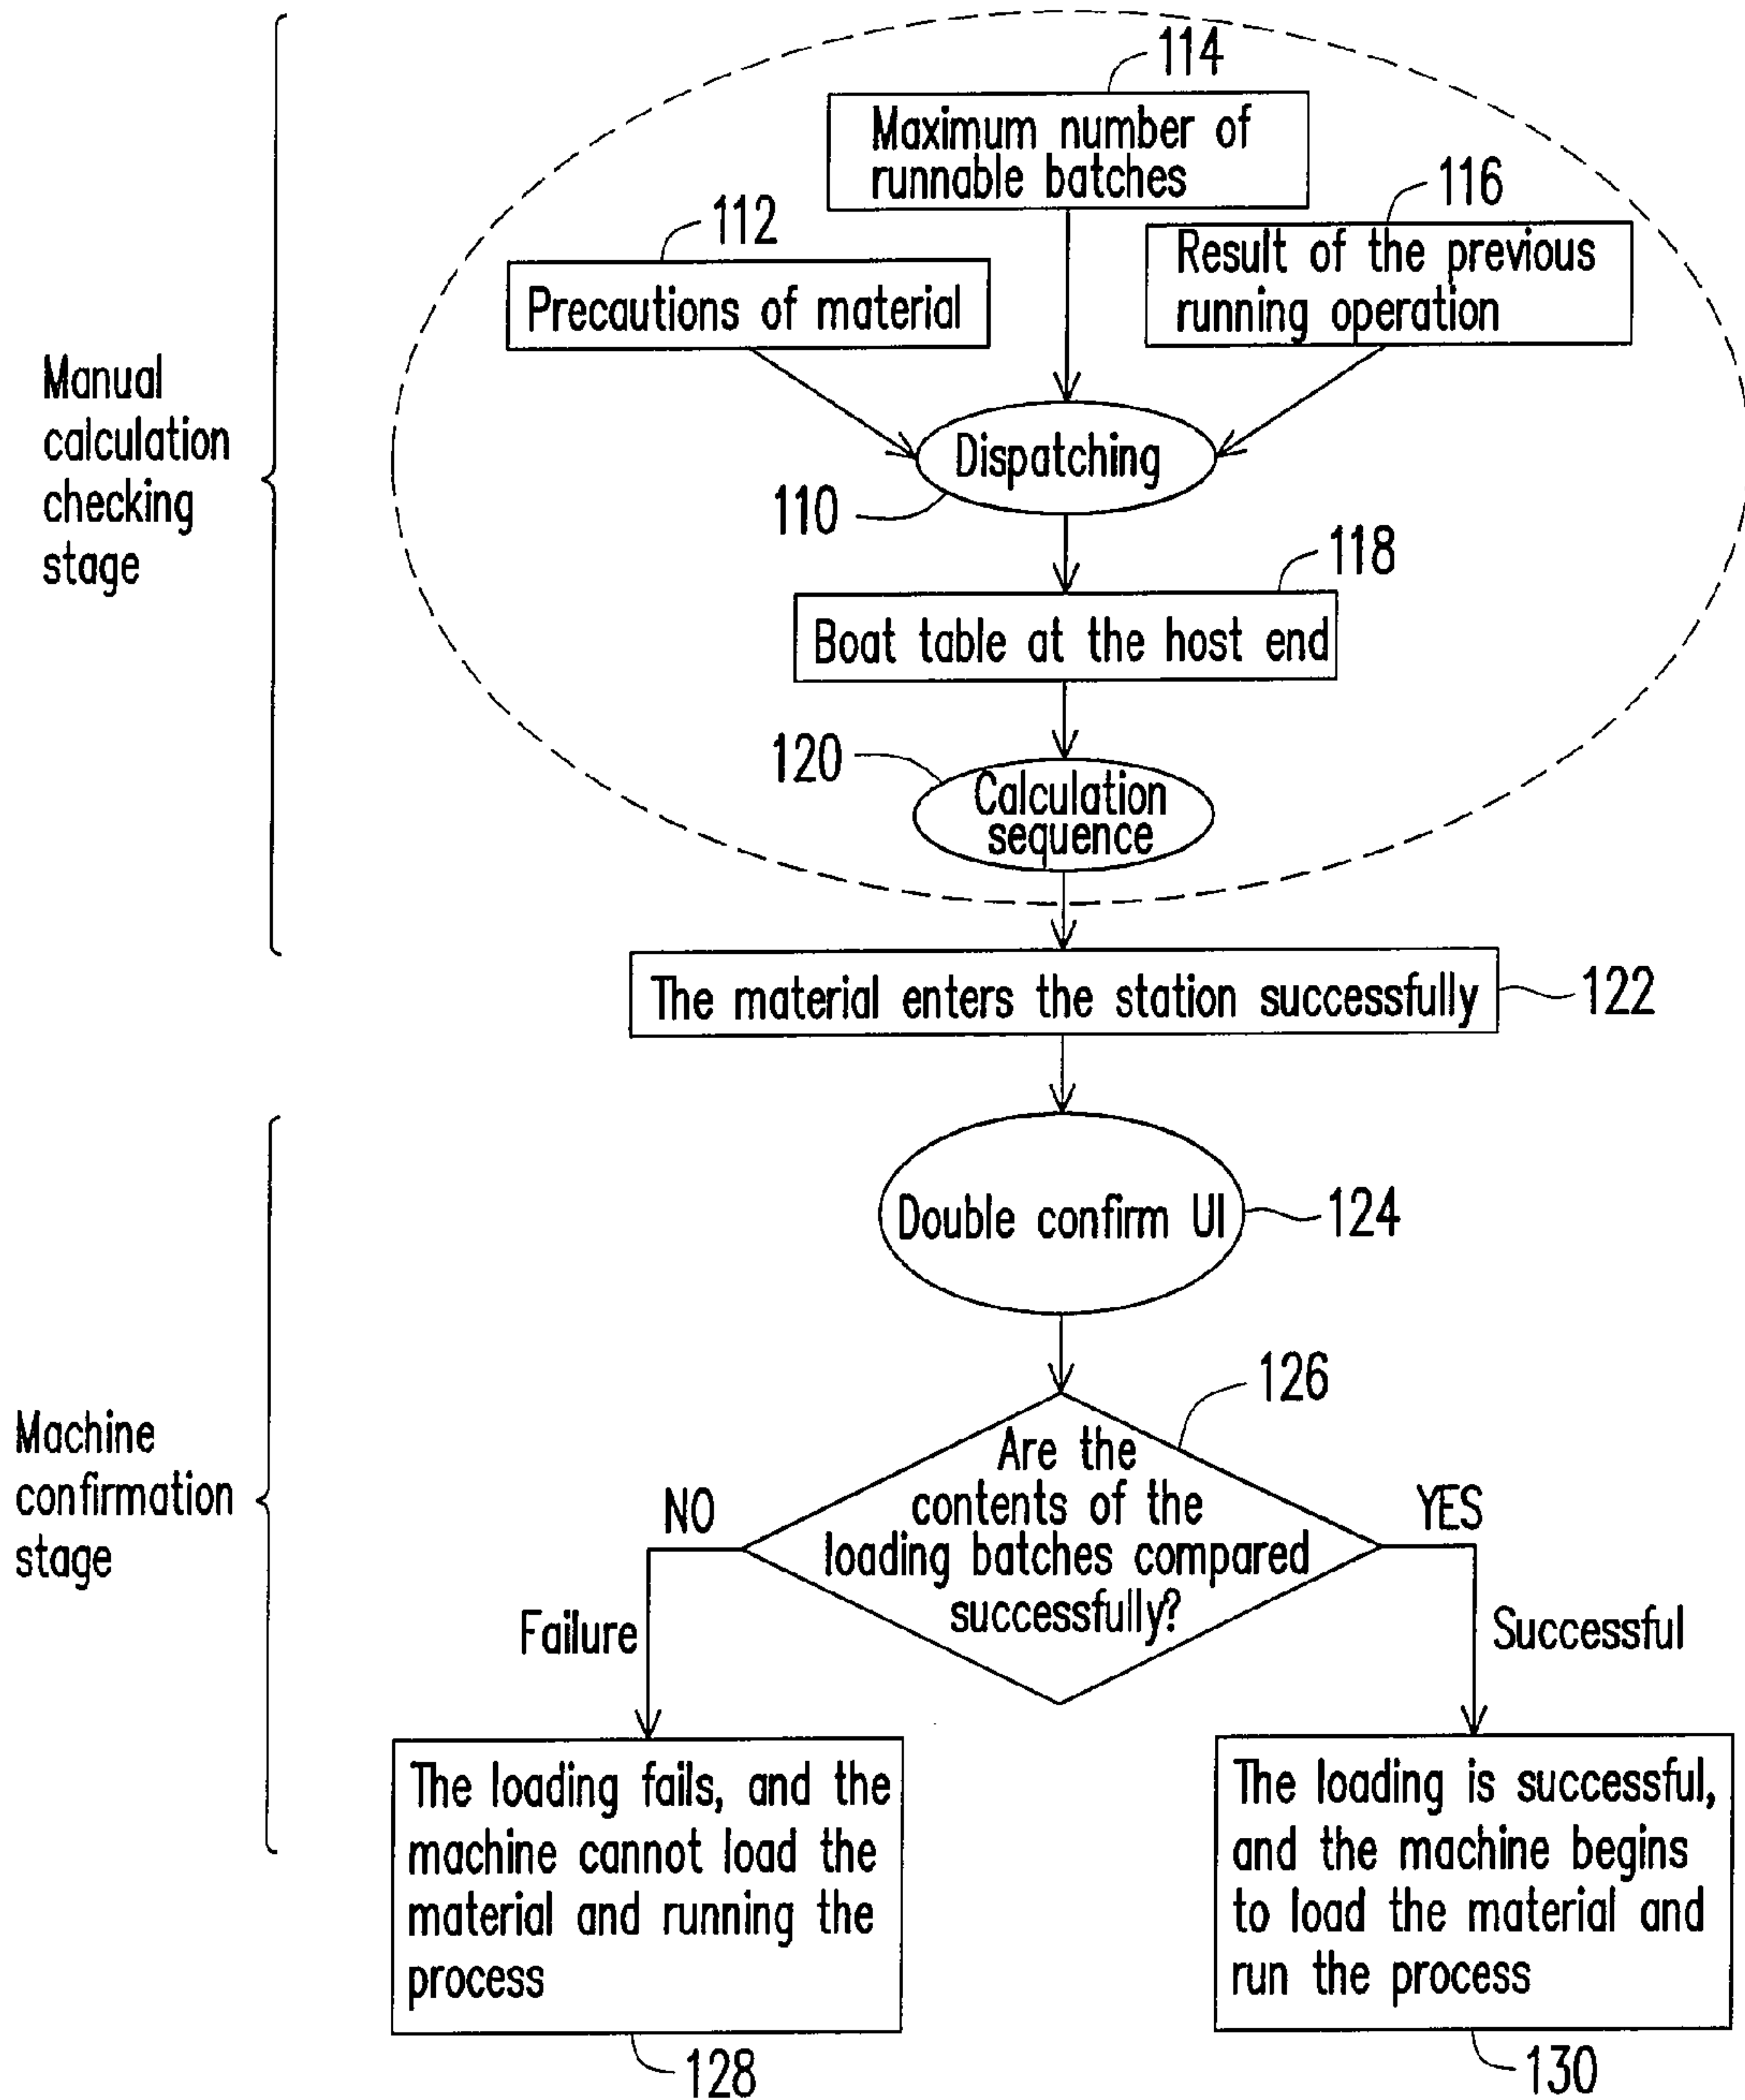 114
Maximum number of
runnable batches
116
112
Result of the previous
running operation
Precautions of material
Manual
calculation
checking
stage
Dispatching
110
118
Boat table at the host end
120
Calculation
sequence
The material enters the station successfully
122
Double confirm UI
124
126
Machine
confirmation
stage
Are the
contents of the
loading batches compared
successfully?
NO
YES
Failure
Successful
The loading fails, and the
machine cannot load the
material and running the
process
The loading is successful,
and the machine begins
to load the material and
run the process
128
130